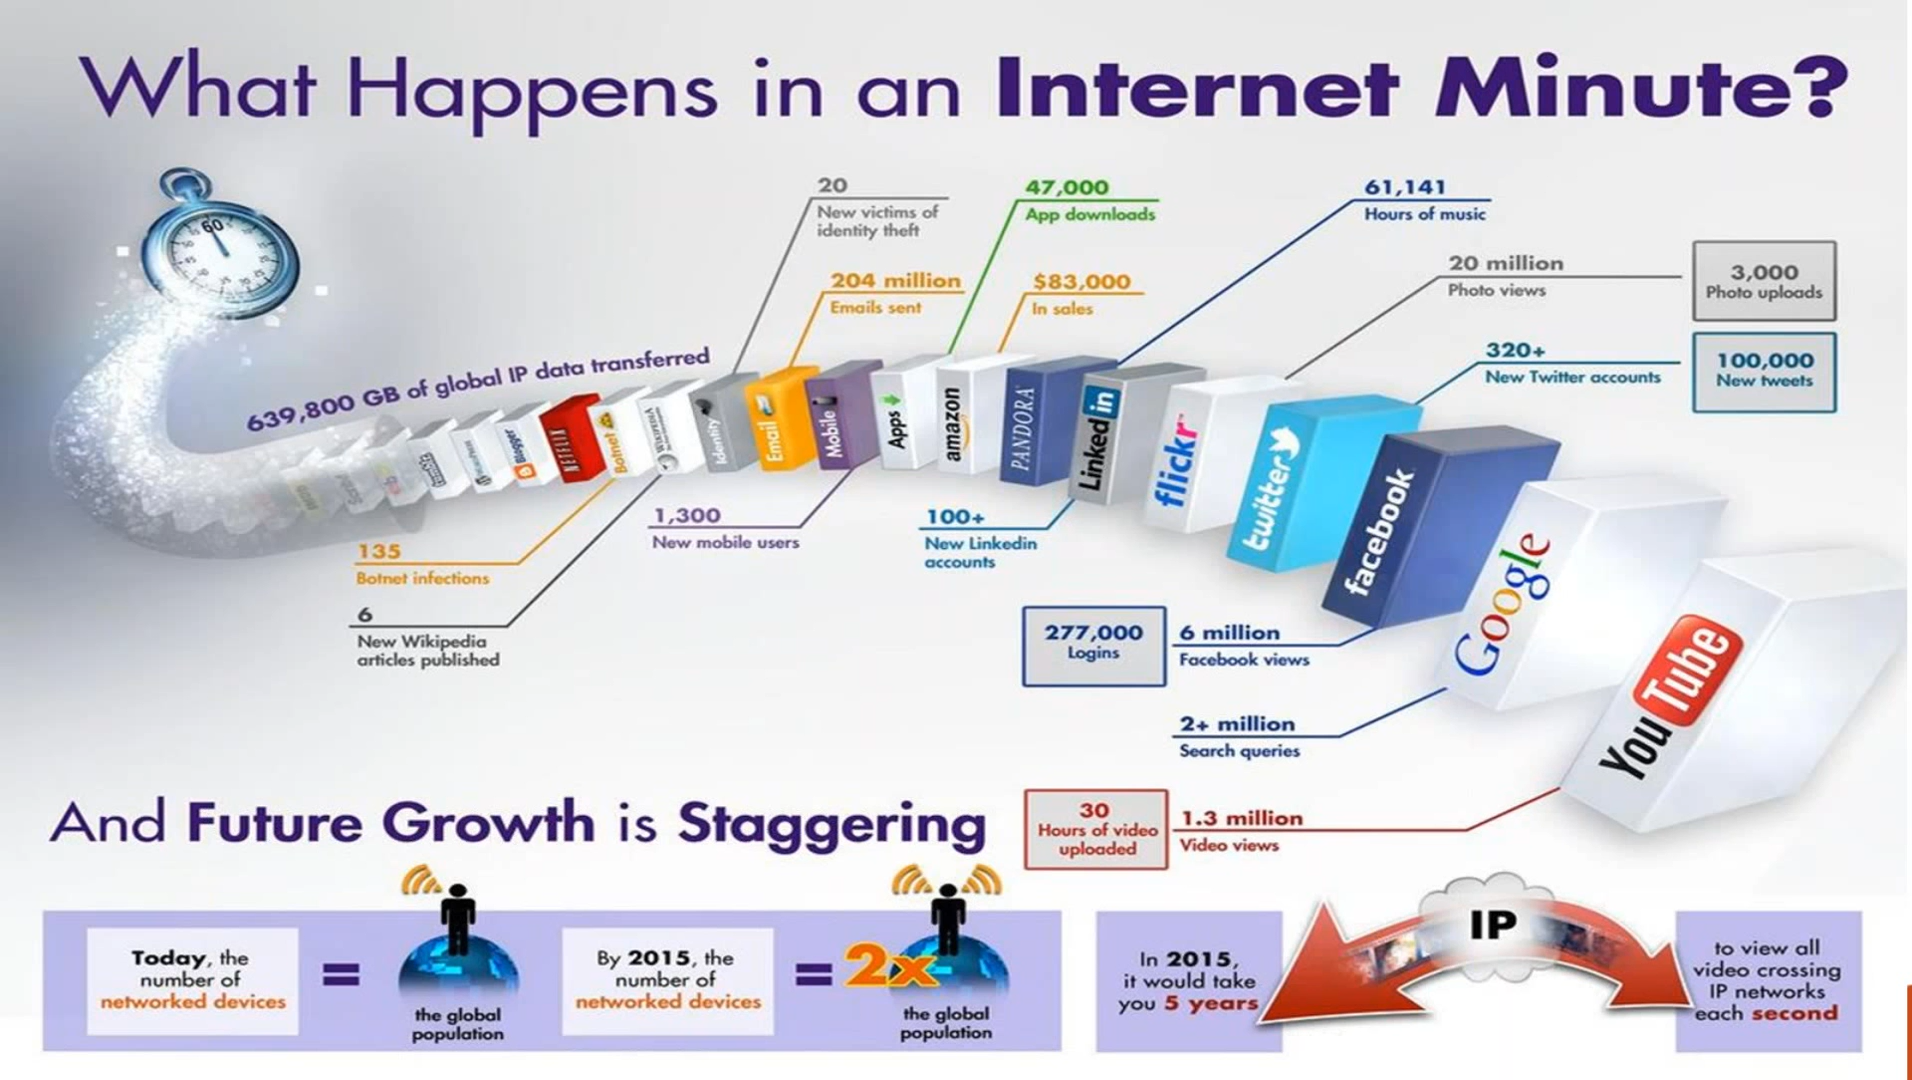 What Happens in an Internet Minute?
60
20
New victims of
identity theft
47,000
App downloads
61,141
Hours of music
204 million
Emails sent
$83,000
In sales
20 million
Photo views
3,000
Photo uploads
320+
New Twitter accounts
100,000
New tweets
639,800 GB of global IP data transferred
Blogger
NETFLIX
Botnet
WIKIPEDIA
Identity
Email
Mobile
Apps
amazon
PANDORA
Linked in
flickr
twitter
facebook
Google
YouTube
135
Botnet infections
6
New Wikipedia
articles published
1,300
New mobile users
100+
New Linkedin
accounts
277,000
Logins
6 million
Facebook views
2+ million
Search queries
30
Hours of video
uploaded
1.3 million
Video views
And Future Growth is Staggering
Today, the
number of
networked devices
=
the global
population
By 2015, the
number of
networked devices
= 2x
the global
population
In 2015,
it would take
you 5 years
IP
to view all
video crossing
IP networks
each second